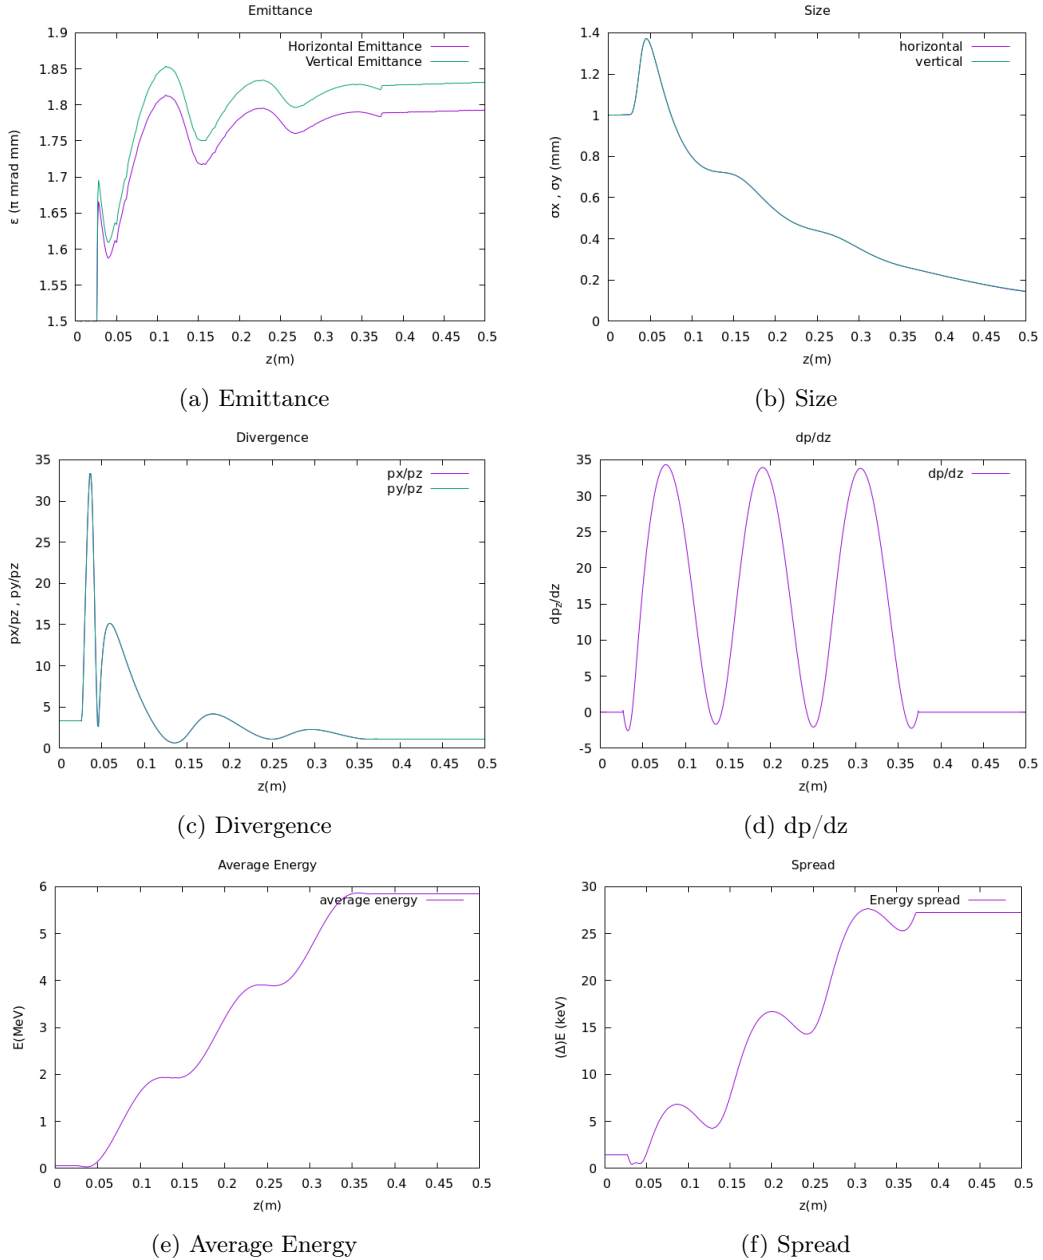 Emittance
Horizontal Emittance
Vertical Emittance
1.9
1.85
1.8
1.75
1.7
1.65
1.6
1.55
1.5
ε (π mrad mm)
0 0.05 0.1 0.15 0.2 0.25 0.3 0.35 0.4 0.45 0.5
z(m)
(a) Emittance
Size
horizontal
vertical
1.4
1.2
1
0.8
0.6
0.4
0.2
0
σx , σy (mm)
0 0.05 0.1 0.15 0.2 0.25 0.3 0.35 0.4 0.45 0.5
z(m)
(b) Size
Divergence
px/pz
py/pz
35
30
25
20
15
10
5
0
px/pz , py/pz
0 0.05 0.1 0.15 0.2 0.25 0.3 0.35 0.4 0.45 0.5
z(m)
(c) Divergence
dp/dz
dp/dz
35
30
25
20
15
10
5
0
-5
dpz/dz
0 0.05 0.1 0.15 0.2 0.25 0.3 0.35 0.4 0.45 0.5
z(m)
(d) dp/dz
Average Energy
average energy
6
5
4
3
2
1
0
E(MeV)
0 0.05 0.1 0.15 0.2 0.25 0.3 0.35 0.4 0.45 0.5
z(m)
(e) Average Energy
Spread
Energy spread
30
25
20
15
10
5
0
(Δ)E (keV)
0 0.05 0.1 0.15 0.2 0.25 0.3 0.35 0.4 0.45 0.5
z(m)
(f) Spread